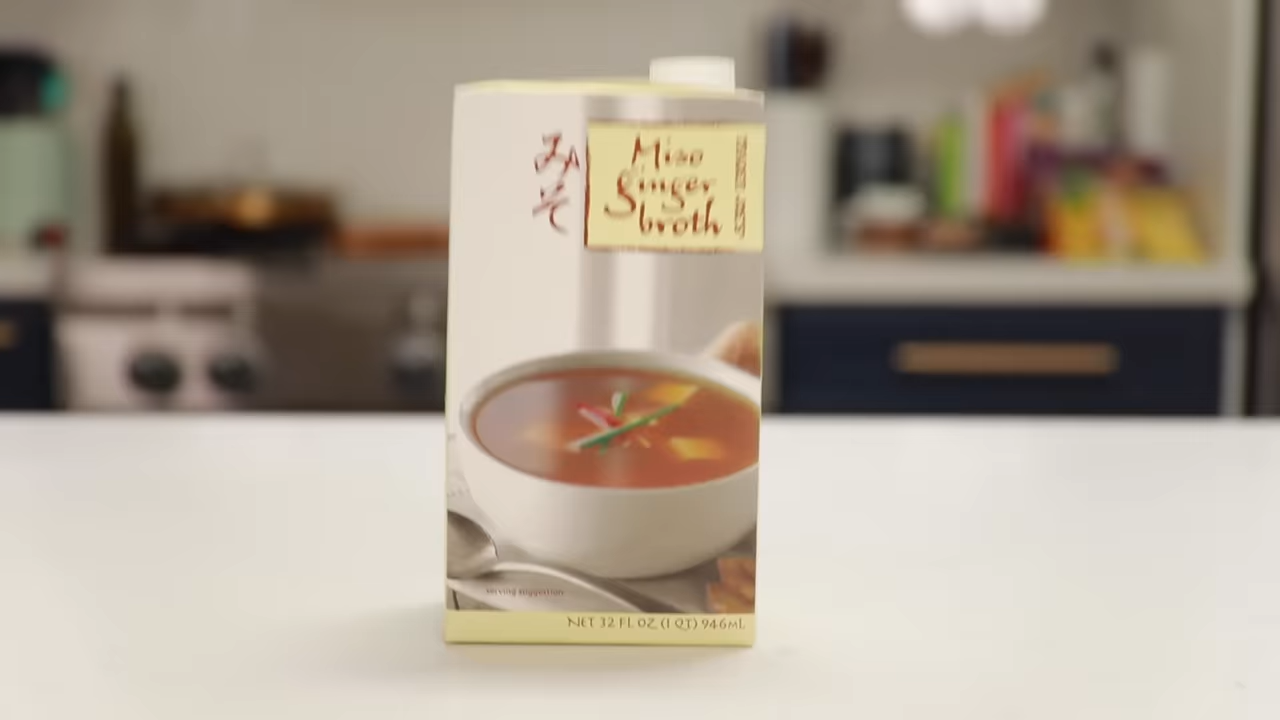 みそ
Miso
ginger
broth
serving suggestion
NET 32 FL OZ (1 QT) 946mL